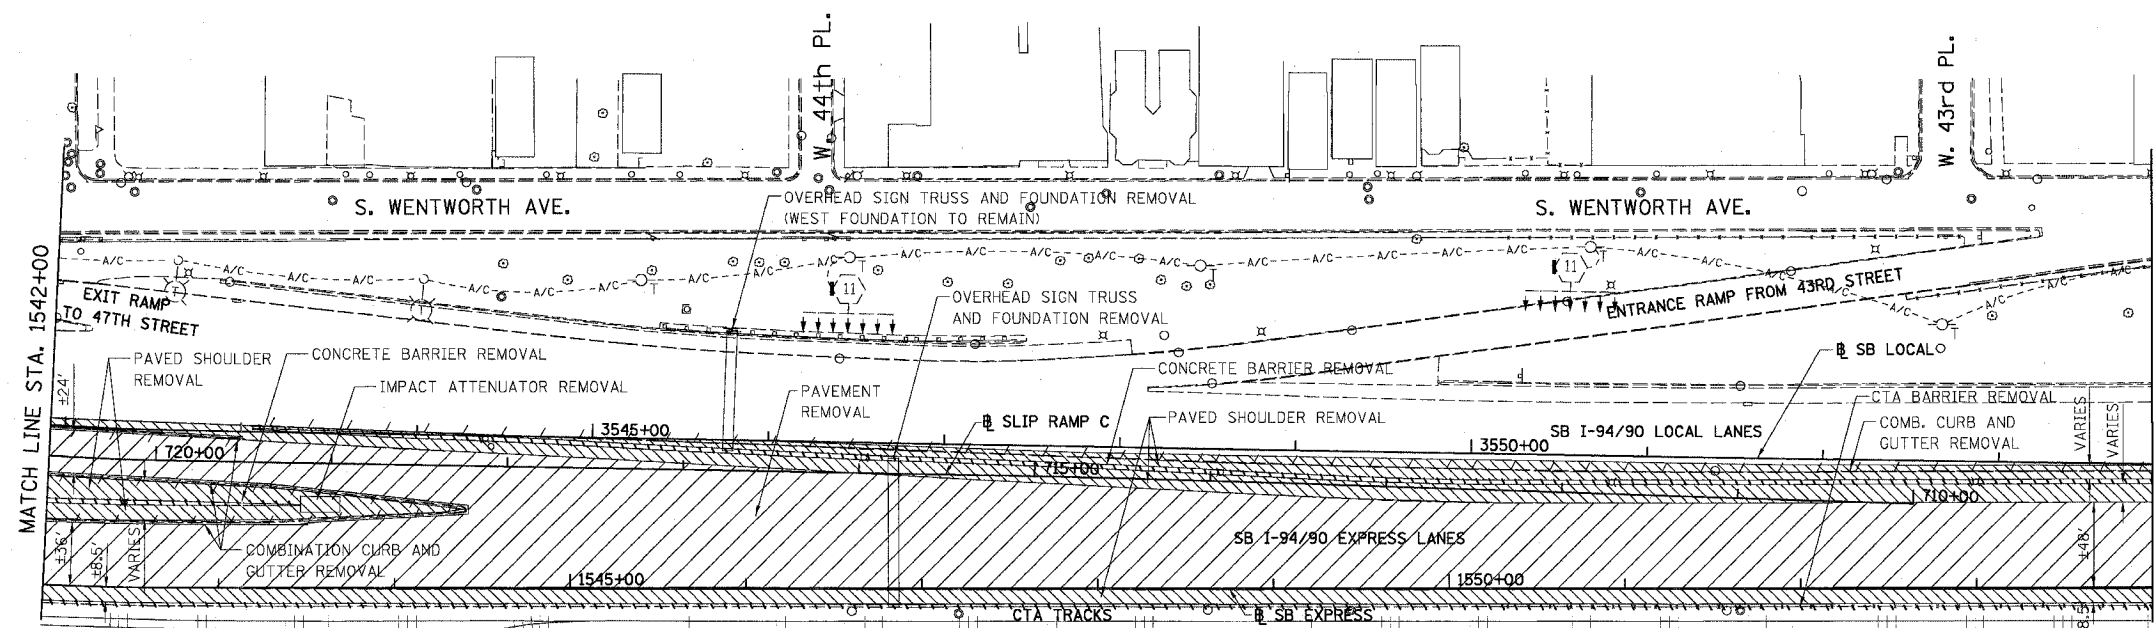 W. 44th PL.
W. 43rd PL.
OVERHEAD SIGN TRUSS AND FOUNDATION REMOVAL
(WEST FOUNDATION TO REMAIN)
S. WENTWORTH AVE.
S. WENTWORTH AVE.
MATCH LINE STA. 1542+00
A/C A/C A/C A/C A/C A/C A/C A/C A/C A/C A/C A/C A/C A/C A/C A/C A/C A/C
T
T
T
T
T
T
T
11
11
EXIT RAMP
TO 47TH STREET
OVERHEAD SIGN TRUSS
AND FOUNDATION REMOVAL
ENTRANCE RAMP FROM 43RD STREET
PAVED SHOULDER
REMOVAL
CONCRETE BARRIER REMOVAL
IMPACT ATTENUATOR REMOVAL
PAVEMENT
REMOVAL
CONCRETE BARRIER REMOVAL
℄ SB LOCAL
±24'
℄ SLIP RAMP C
PAVED SHOULDER REMOVAL
CTA BARRIER REMOVAL
COMB. CURB AND
GUTTER REMOVAL
VARIES
VARIES
3545+00
3550+00
SB I-94/90 LOCAL LANES
720+00
715+00
710+00
SB I-94/90 EXPRESS LANES
COMBINATION CURB AND
GUTTER REMOVAL
±36'
±8.5'
VARIES
±48'
1545+00
1550+00
CTA TRACKS
℄ SB EXPRESS